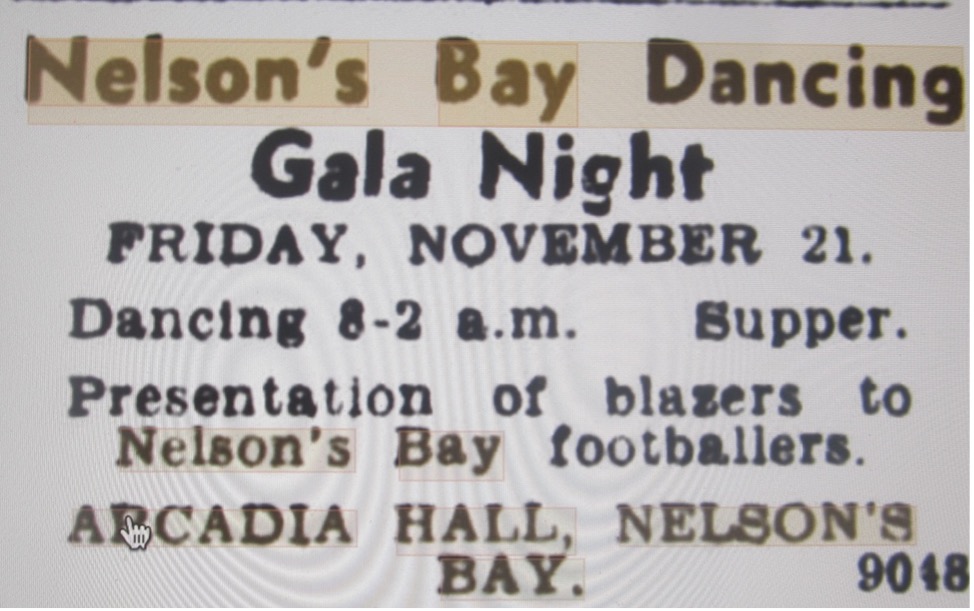 Nelson's Bay Dancing
Gala Night
FRIDAY, NOVEMBER 21.
Dancing 8-2 a.m. Supper.
Presentation of blazers to
Nelson's Bay footballers.
ARCADIA HALL, NELSON'S
BAY. 9048